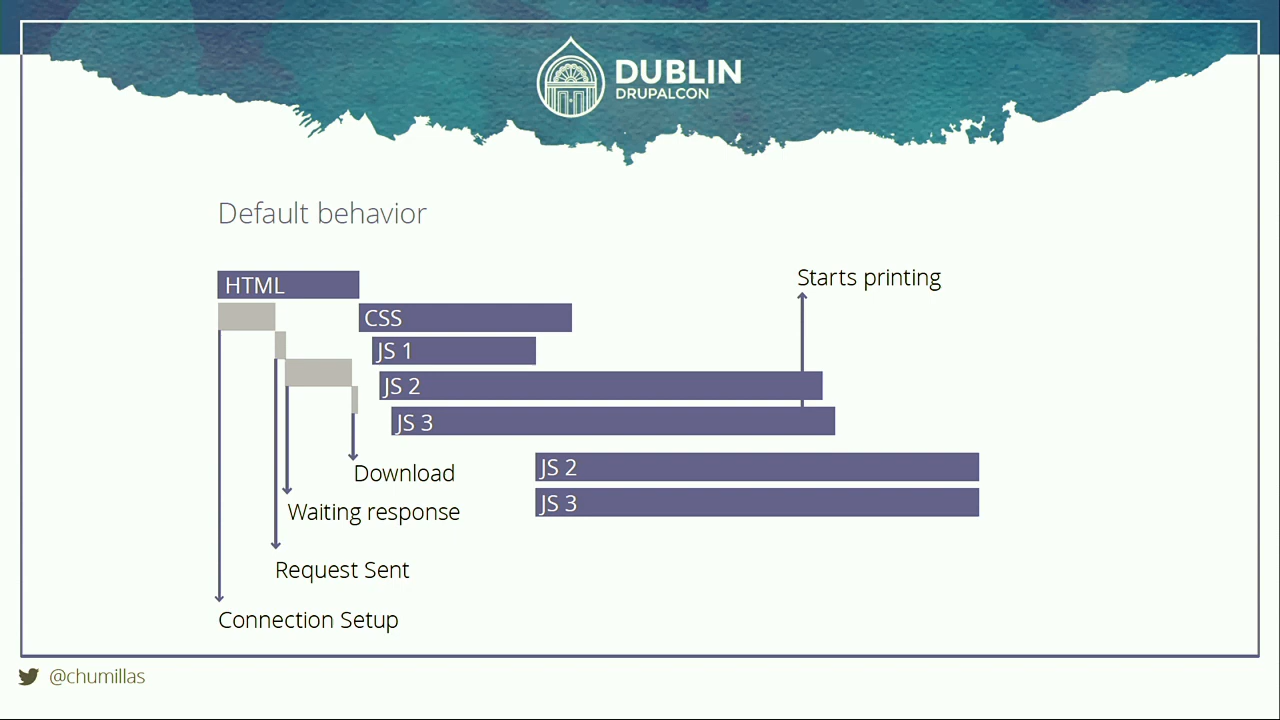 DUBLIN
DRUPALCON
Default behavior
HTML
Starts printing
CSS
JS 1
JS 2
JS 3
JS 2
JS 3
Download
Waiting response
Request Sent
Connection Setup
@chumillas